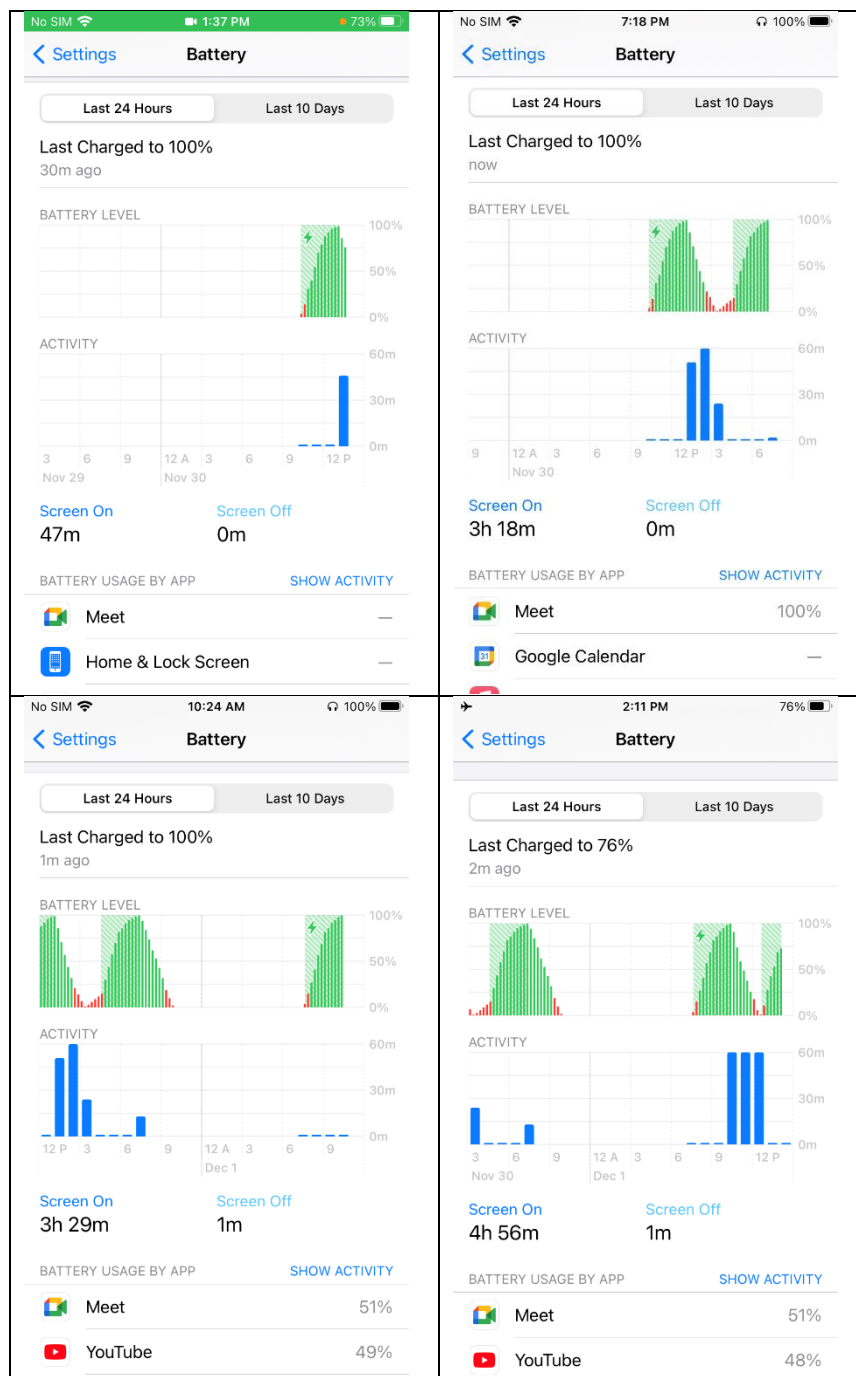 No SIM 1:37 PM 73%
Settings Battery
Last 24 Hours Last 10 Days
Last Charged to 100%
30m ago
BATTERY LEVEL
100%
50%
0%
ACTIVITY
60m
30m
0m
3 6 9 12 A 3 6 9 12 P
Nov 29 Nov 30
Screen On Screen Off
47m 0m
BATTERY USAGE BY APP SHOW ACTIVITY
Meet —
Home & Lock Screen —
No SIM 7:18 PM 100%
Settings Battery
Last 24 Hours Last 10 Days
Last Charged to 100%
now
BATTERY LEVEL
100%
50%
0%
ACTIVITY
60m
30m
0m
9 12 A 3 6 9 12 P 3 6
Nov 30
Screen On Screen Off
3h 18m 0m
BATTERY USAGE BY APP SHOW ACTIVITY
Meet 100%
31
Google Calendar —
No SIM 10:24 AM 100%
Settings Battery
Last 24 Hours Last 10 Days
Last Charged to 100%
1m ago
BATTERY LEVEL
100%
50%
0%
ACTIVITY
60m
30m
0m
12 P 3 6 9 12 A 3 6 9
Dec 1
Screen On Screen Off
3h 29m 1m
BATTERY USAGE BY APP SHOW ACTIVITY
Meet 51%
YouTube 49%
2:11 PM 76%
Settings Battery
Last 24 Hours Last 10 Days
Last Charged to 76%
2m ago
BATTERY LEVEL
100%
50%
0%
ACTIVITY
60m
30m
0m
3 6 9 12 A 3 6 9 12 P
Nov 30 Dec 1
Screen On Screen Off
4h 56m 1m
BATTERY USAGE BY APP SHOW ACTIVITY
Meet 51%
YouTube 48%